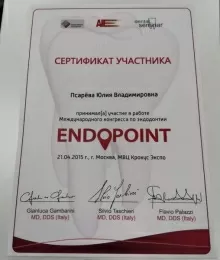 СЕРТИФИКАТ УЧАСТНИКА
Псарёва Юлия Владимировна
принимал[а] участие в работе
Международного конгресса по эндодонтии
ENDOPOINT
21.04.2015 г., г. Москва, МВЦ Крокус Экспо
Gianluca Gambarini
MD, DDS (Italy)
Silvio Taschieri
MD, DDS (Italy)
Flavio Palazzi
MD, DDS (Italy)